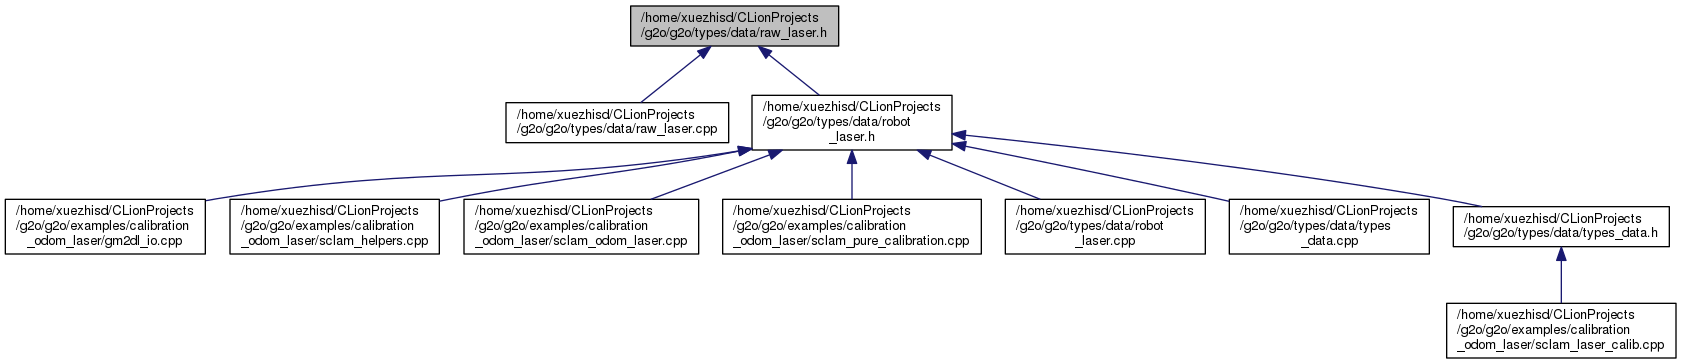 /home/xuezhisd/CLionProjects
/g2o/g2o/types/data/raw_laser.h
/home/xuezhisd/CLionProjects
/g2o/g2o/types/data/raw_laser.cpp
/home/xuezhisd/CLionProjects
/g2o/g2o/types/data/robot
_laser.h
/home/xuezhisd/CLionProjects
/g2o/g2o/examples/calibration
_odom_laser/gm2dl_io.cpp
/home/xuezhisd/CLionProjects
/g2o/g2o/examples/calibration
_odom_laser/sclam_helpers.cpp
/home/xuezhisd/CLionProjects
/g2o/g2o/examples/calibration
_odom_laser/sclam_odom_laser.cpp
/home/xuezhisd/CLionProjects
/g2o/g2o/examples/calibration
_odom_laser/sclam_pure_calibration.cpp
/home/xuezhisd/CLionProjects
/g2o/g2o/types/data/robot
_laser.cpp
/home/xuezhisd/CLionProjects
/g2o/g2o/types/data/types
_data.cpp
/home/xuezhisd/CLionProjects
/g2o/g2o/types/data/types_data.h
/home/xuezhisd/CLionProjects
/g2o/g2o/examples/calibration
_odom_laser/sclam_laser_calib.cpp